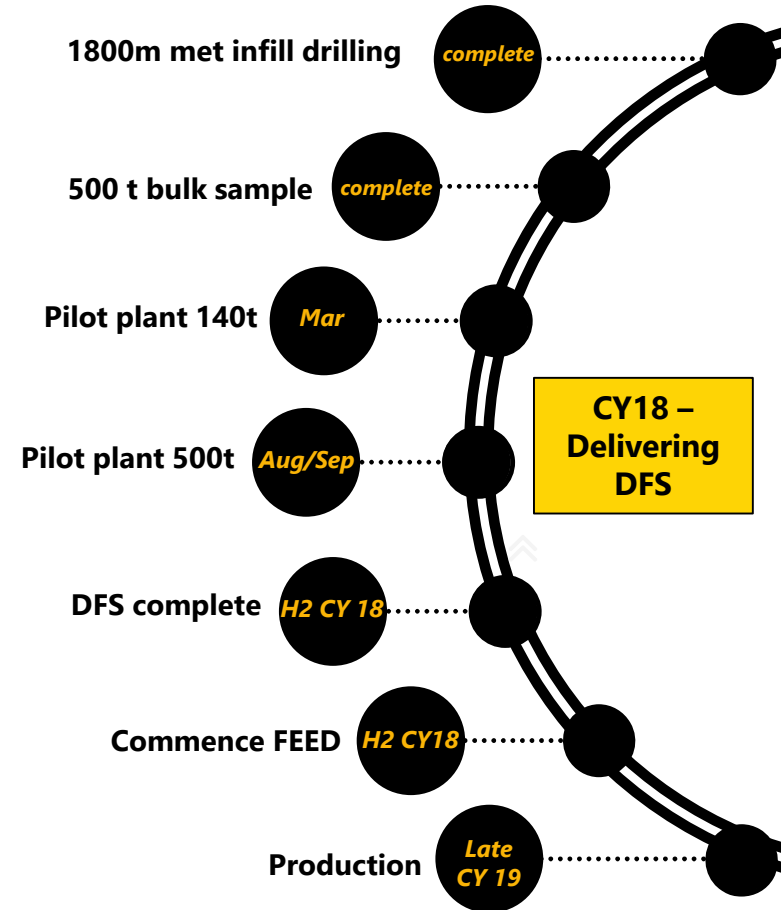 1800m met infill drilling
complete
500 t bulk sample
complete
Pilot plant 140t
Mar
CY18 –
Delivering
DFS
Pilot plant 500t
Aug/Sep
DFS complete
H2 CY 18
Commence FEED
H2 CY18
Production
Late
CY 19